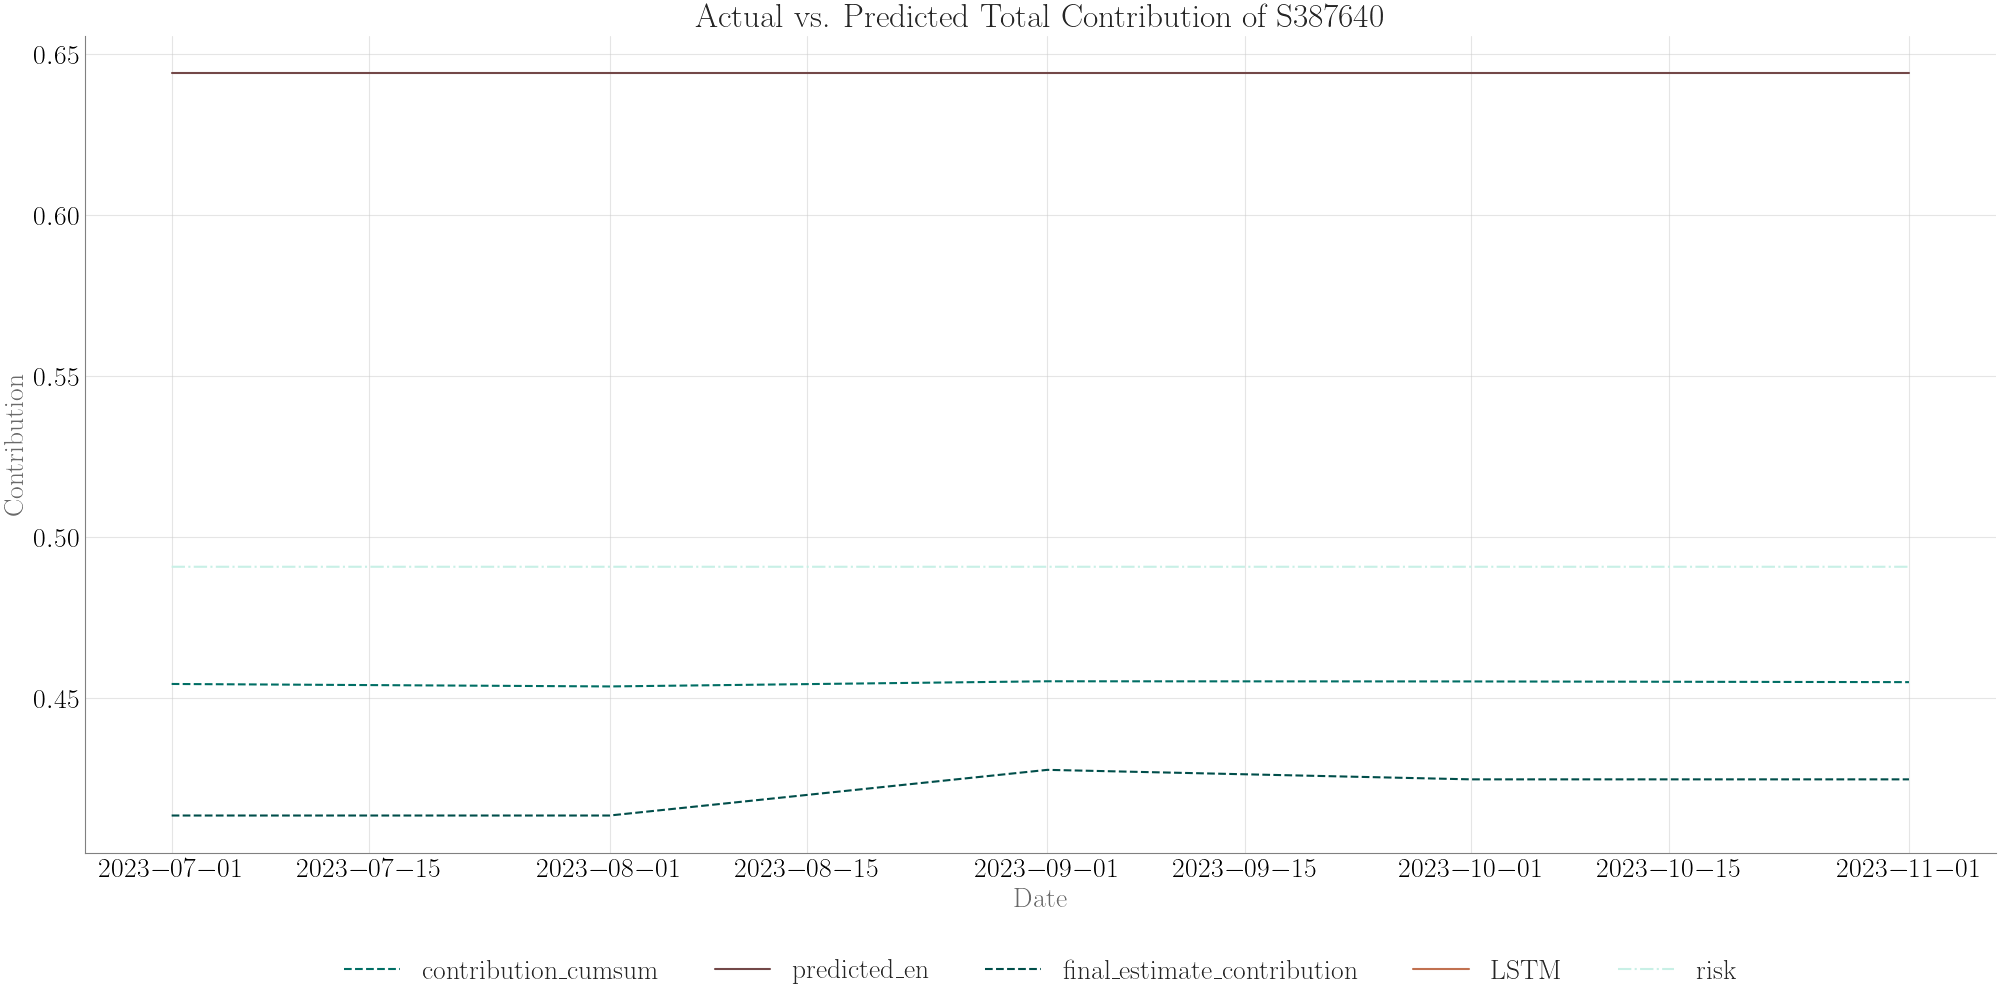 Actual vs. Predicted Total Contribution of S387640
0.65
0.60
0.55
0.50
0.45
Contribution
2023−07−01 2023−07−15 2023−08−01 2023−08−15 2023−09−01 2023−09−15 2023−10−01 2023−10−15 2023−11−01
Date
contribution_cumsum predicted_en final_estimate_contribution LSTM risk